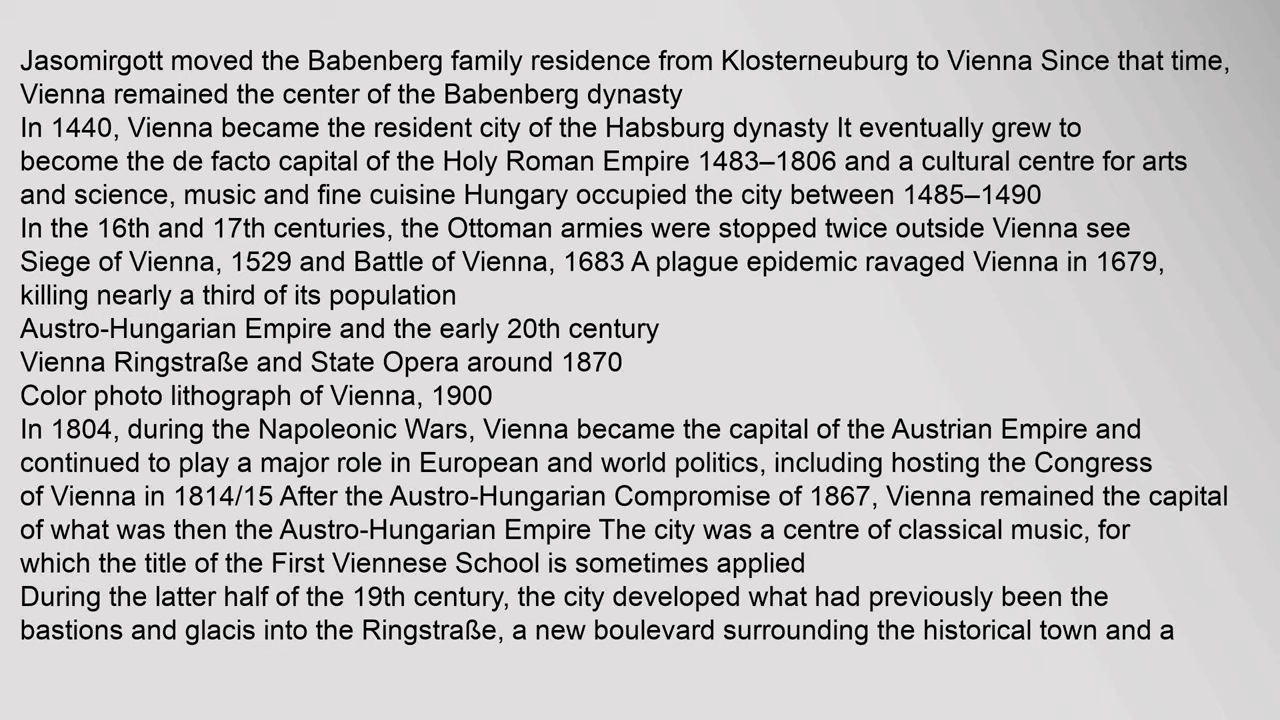 Jasomirgott moved the Babenberg family residence from Klosterneuburg to Vienna Since that time,
Vienna remained the center of the Babenberg dynasty
In 1440, Vienna became the resident city of the Habsburg dynasty It eventually grew to
become the de facto capital of the Holy Roman Empire 1483–1806 and a cultural centre for arts
and science, music and fine cuisine Hungary occupied the city between 1485–1490
In the 16th and 17th centuries, the Ottoman armies were stopped twice outside Vienna see
Siege of Vienna, 1529 and Battle of Vienna, 1683 A plague epidemic ravaged Vienna in 1679,
killing nearly a third of its population
Austro-Hungarian Empire and the early 20th century
Vienna Ringstraße and State Opera around 1870
Color photo lithograph of Vienna, 1900
In 1804, during the Napoleonic Wars, Vienna became the capital of the Austrian Empire and
continued to play a major role in European and world politics, including hosting the Congress
of Vienna in 1814/15 After the Austro-Hungarian Compromise of 1867, Vienna remained the capital
of what was then the Austro-Hungarian Empire The city was a centre of classical music, for
which the title of the First Viennese School is sometimes applied
During the latter half of the 19th century, the city developed what had previously been the
bastions and glacis into the Ringstraße, a new boulevard surrounding the historical town and a